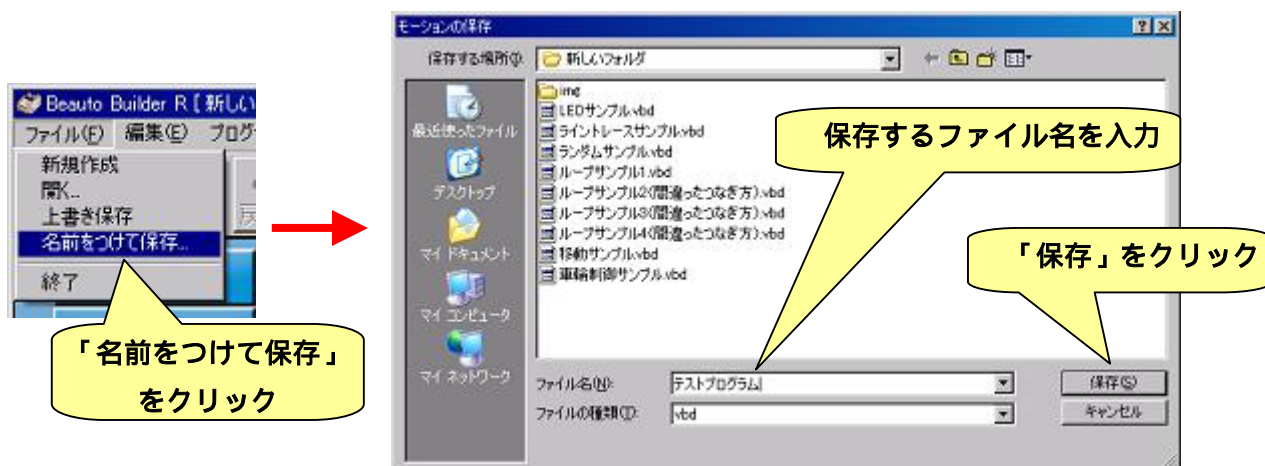 Beauto Builder R [ 新しい
ファイル(F) 編集(E) プログ
新規作成
開く...
上書き保存
名前をつけて保存...
終了
「名前をつけて保存」
をクリック
モーションの保存
保存する場所(I):
新しいフォルダ
最近使ったファイル
デスクトップ
マイ ドキュメント
マイ コンピュータ
マイ ネットワーク
img
LEDサンプル.vbd
ライントレースサンプル.vbd
ランダムサンプル.vbd
ループサンプル1.vbd
ループサンプル2(間違ったつなぎ方).vbd
ループサンプル3(間違ったつなぎ方).vbd
ループサンプル4(間違ったつなぎ方).vbd
移動サンプル.vbd
車輪制御サンプル.vbd
保存するファイル名を入力
「保存」をクリック
ファイル名(N):
テストプログラム
保存(S)
ファイルの種類(T):
vbd
キャンセル